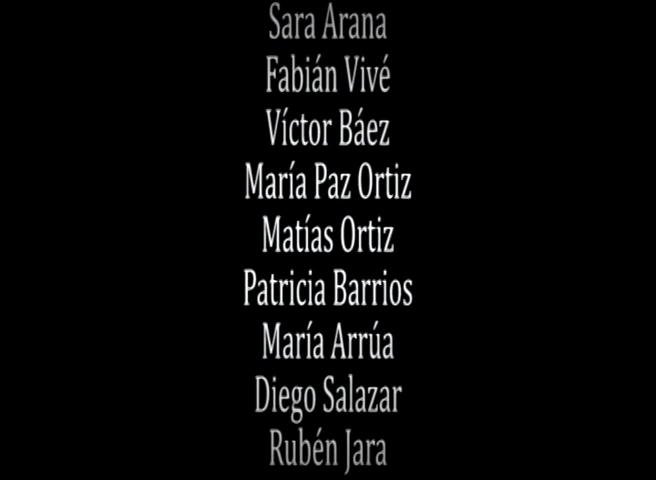 Sara Arana
Fabián Vivé
Víctor Báez
María Paz Ortiz
Matías Ortiz
Patricia Barrios
María Arrúa
Diego Salazar
Rubén Jara